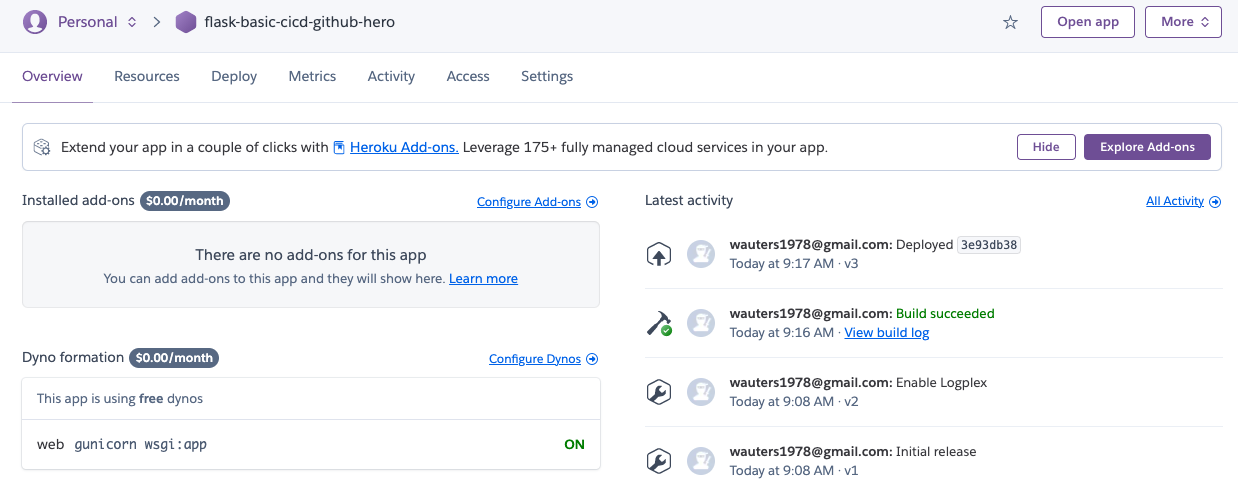 Personal > flask-basic-cicd-github-hero
Open app
More
Overview Resources Deploy Metrics Activity Access Settings
Extend your app in a couple of clicks with Heroku Add-ons. Leverage 175+ fully managed cloud services in your app.
Hide
Explore Add-ons
Installed add-ons $0.00/month
Configure Add-ons
There are no add-ons for this app
You can add add-ons to this app and they will show here. Learn more
Dyno formation $0.00/month
Configure Dynos
This app is using free dynos
web gunicorn wsgi:app ON
Latest activity
All Activity
wauters1978@gmail.com: Deployed 3e93db38
Today at 9:17 AM · v3
wauters1978@gmail.com: Build succeeded
Today at 9:16 AM · View build log
wauters1978@gmail.com: Enable Logplex
Today at 9:08 AM · v2
wauters1978@gmail.com: Initial release
Today at 9:08 AM · v1